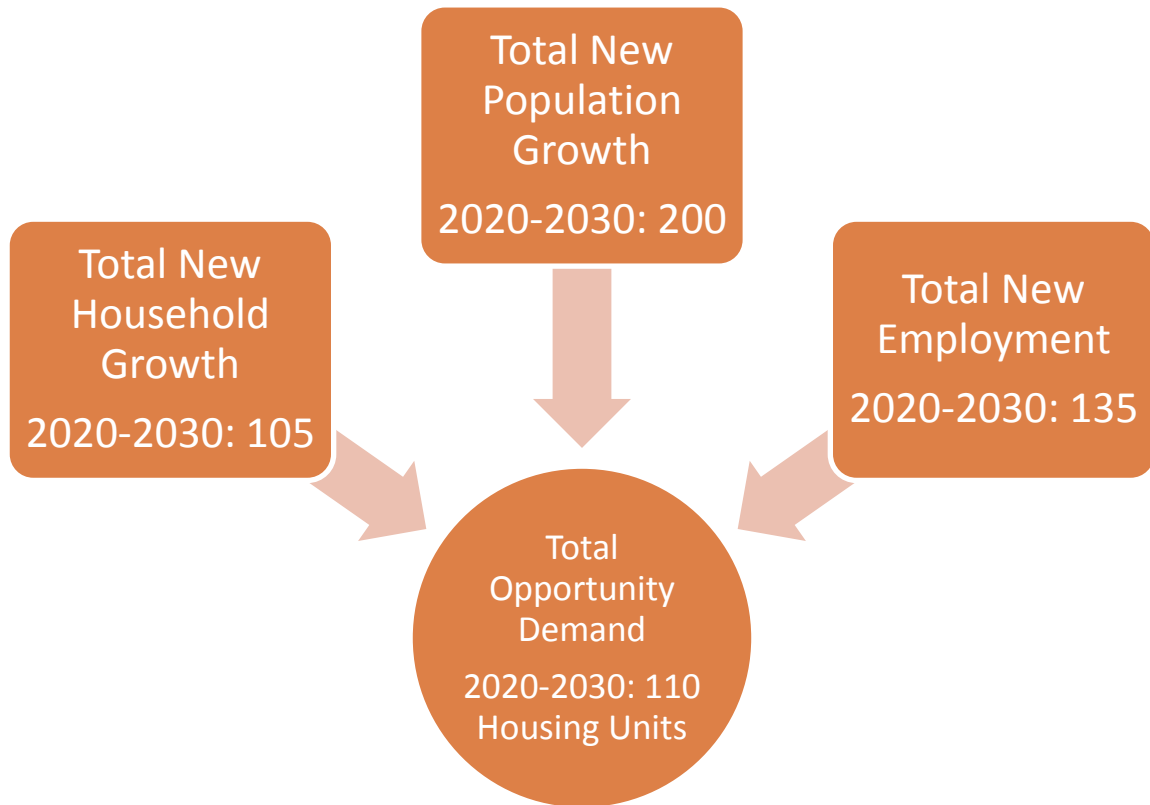 Total New
Population
Growth
2020-2030: 200
Total New
Household
Growth
2020-2030: 105
Total New
Employment
2020-2030: 135
Total
Opportunity
Demand
2020-2030: 110
Housing Units